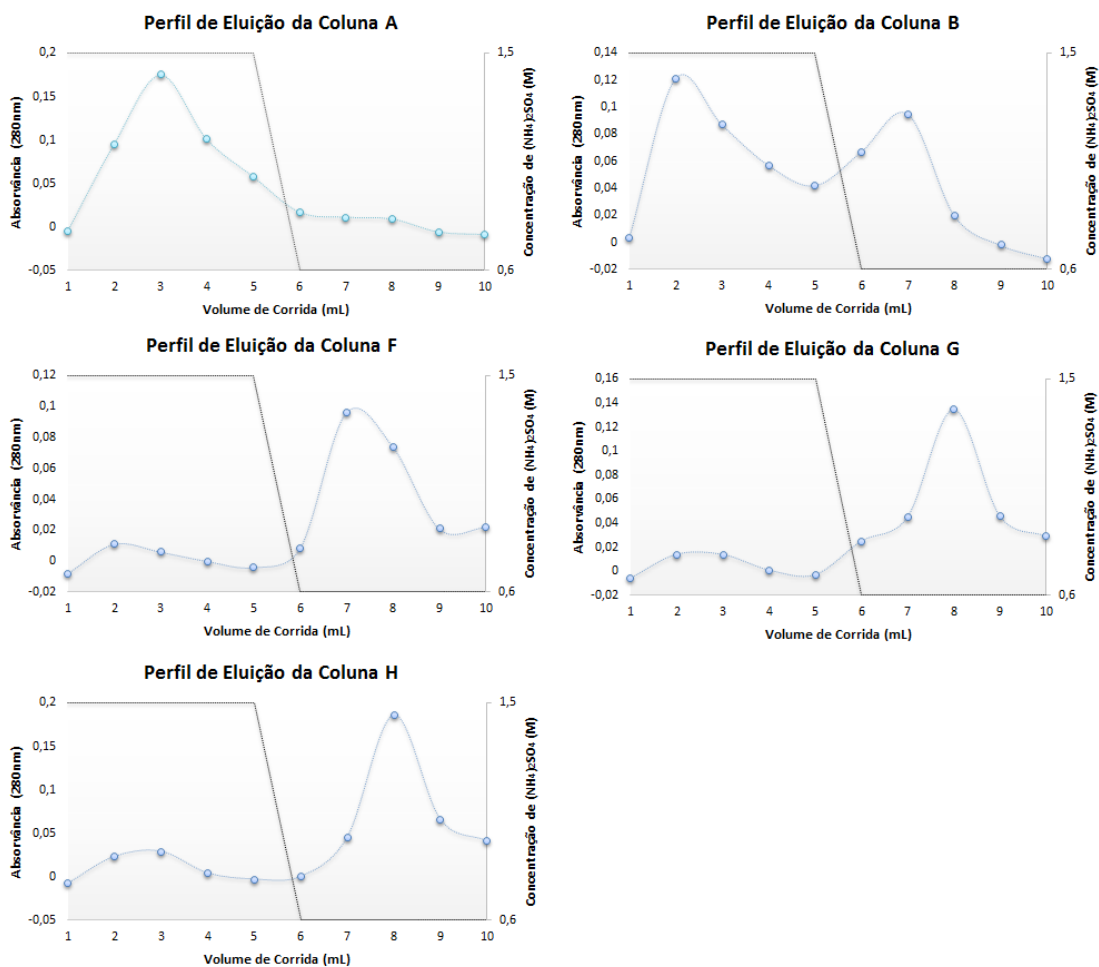 Perfil de Eluição da Coluna A
0,2
0,15
0,1
0,05
0
-0,05
Absorvância (280nm)
1 2 3 4 5 6 7 8 9 10
Volume de Corrida (mL)
1,5
0,6
Concentração de (NH4)2SO4 (M)
Perfil de Eluição da Coluna B
0,14
0,12
0,1
0,08
0,06
0,04
0,02
0
-0,02
Absorvância (280nm)
1 2 3 4 5 6 7 8 9 10
Volume de Corrida (mL)
1,5
0,6
Concentração de (NH4)2SO4 (M)
Perfil de Eluição da Coluna F
0,12
0,1
0,08
0,06
0,04
0,02
0
-0,02
Absorvância (280nm)
1 2 3 4 5 6 7 8 9 10
Volume de Corrida (mL)
1,5
0,6
Concentração de (NH4)2SO4 (M)
Perfil de Eluição da Coluna G
0,16
0,14
0,12
0,1
0,08
0,06
0,04
0,02
0
-0,02
Absorvância (280nm)
1 2 3 4 5 6 7 8 9 10
Volume de Corrida (mL)
1,5
0,6
Concentração de (NH4)2SO4 (M)
Perfil de Eluição da Coluna H
0,2
0,15
0,1
0,05
0
-0,05
Absorvância (280nm)
1 2 3 4 5 6 7 8 9 10
Volume de Corrida (mL)
1,5
0,6
Concentração de (NH4)2SO4 (M)